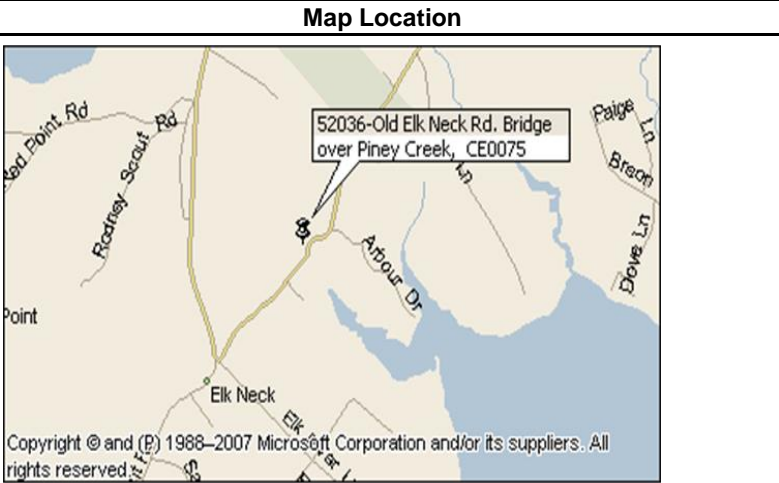 Map Location
Red Point Rd
Rodney Scout Rd
52036-Old Elk Neck Rd. Bridge
over Piney Creek, CE0075
Ln
Paige Ln
Breon
Dove Ln
Arbour Dr
Point
Elk Neck
Elk
Copyright © and (P) 1988–2007 Microsoft Corporation and/or its suppliers. All
rights reserved.